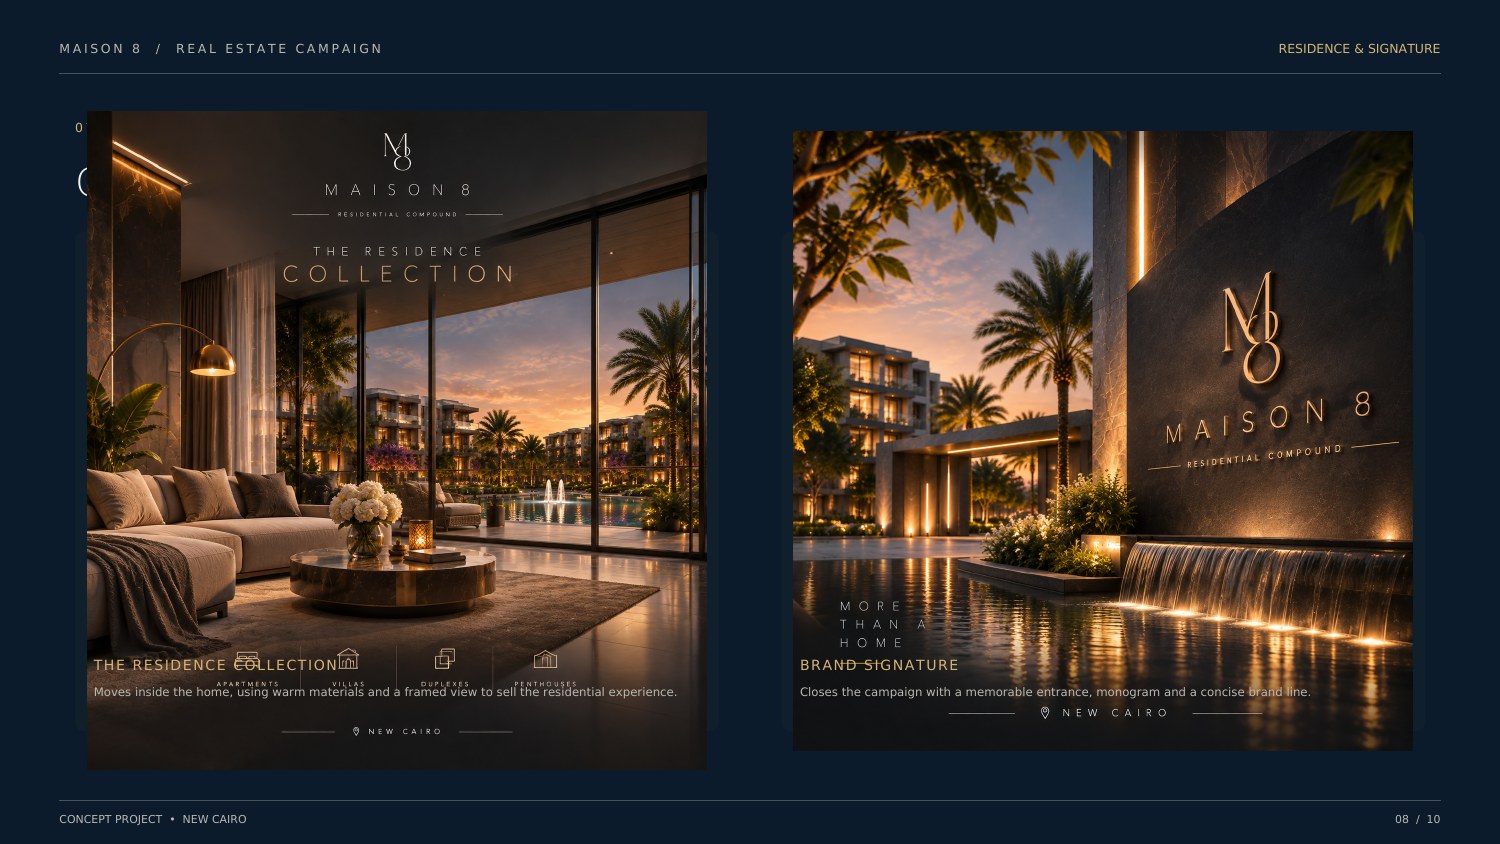 MAISON 8 / REAL ESTATE CAMPAIGN
RESIDENCE & SIGNATURE
M8
MAISON 8
RESIDENTIAL COMPOUND
THE RESIDENCE
COLLECTION
THE RESIDENCE COLLECTION
APARTMENTS
VILLAS
DUPLEXES
PENTHOUSES
Moves inside the home, using warm materials and a framed view to sell the residential experience.
NEW CAIRO
M8
MAISON 8
RESIDENTIAL COMPOUND
MORE
THAN A
HOME
BRAND SIGNATURE
Closes the campaign with a memorable entrance, monogram and a concise brand line.
NEW CAIRO
CONCEPT PROJECT • NEW CAIRO
08 / 10